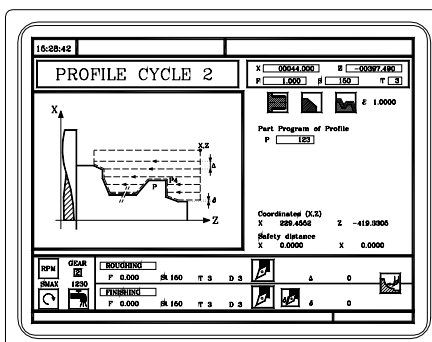 15:28:42
X 00044.000 Z -00397.490
F 1.000 S 150 T 3
PROFILE CYCLE 2
ε 1.0000
Part Program of Profile
P 123
X
X,Z
Δ
P4
P
δ
Z
Coordinates (X,Z)
X 229.4552 Z -419.3305
Safety distance
X 0.0000 X 0.0000
RPM GEAR 2
SMAX 1230
ROUGHING
F 0.000 S 150 T 3 D 3 Δ 0
FINISHING
F 0.000 S 150 T 3 D 3 δ 0